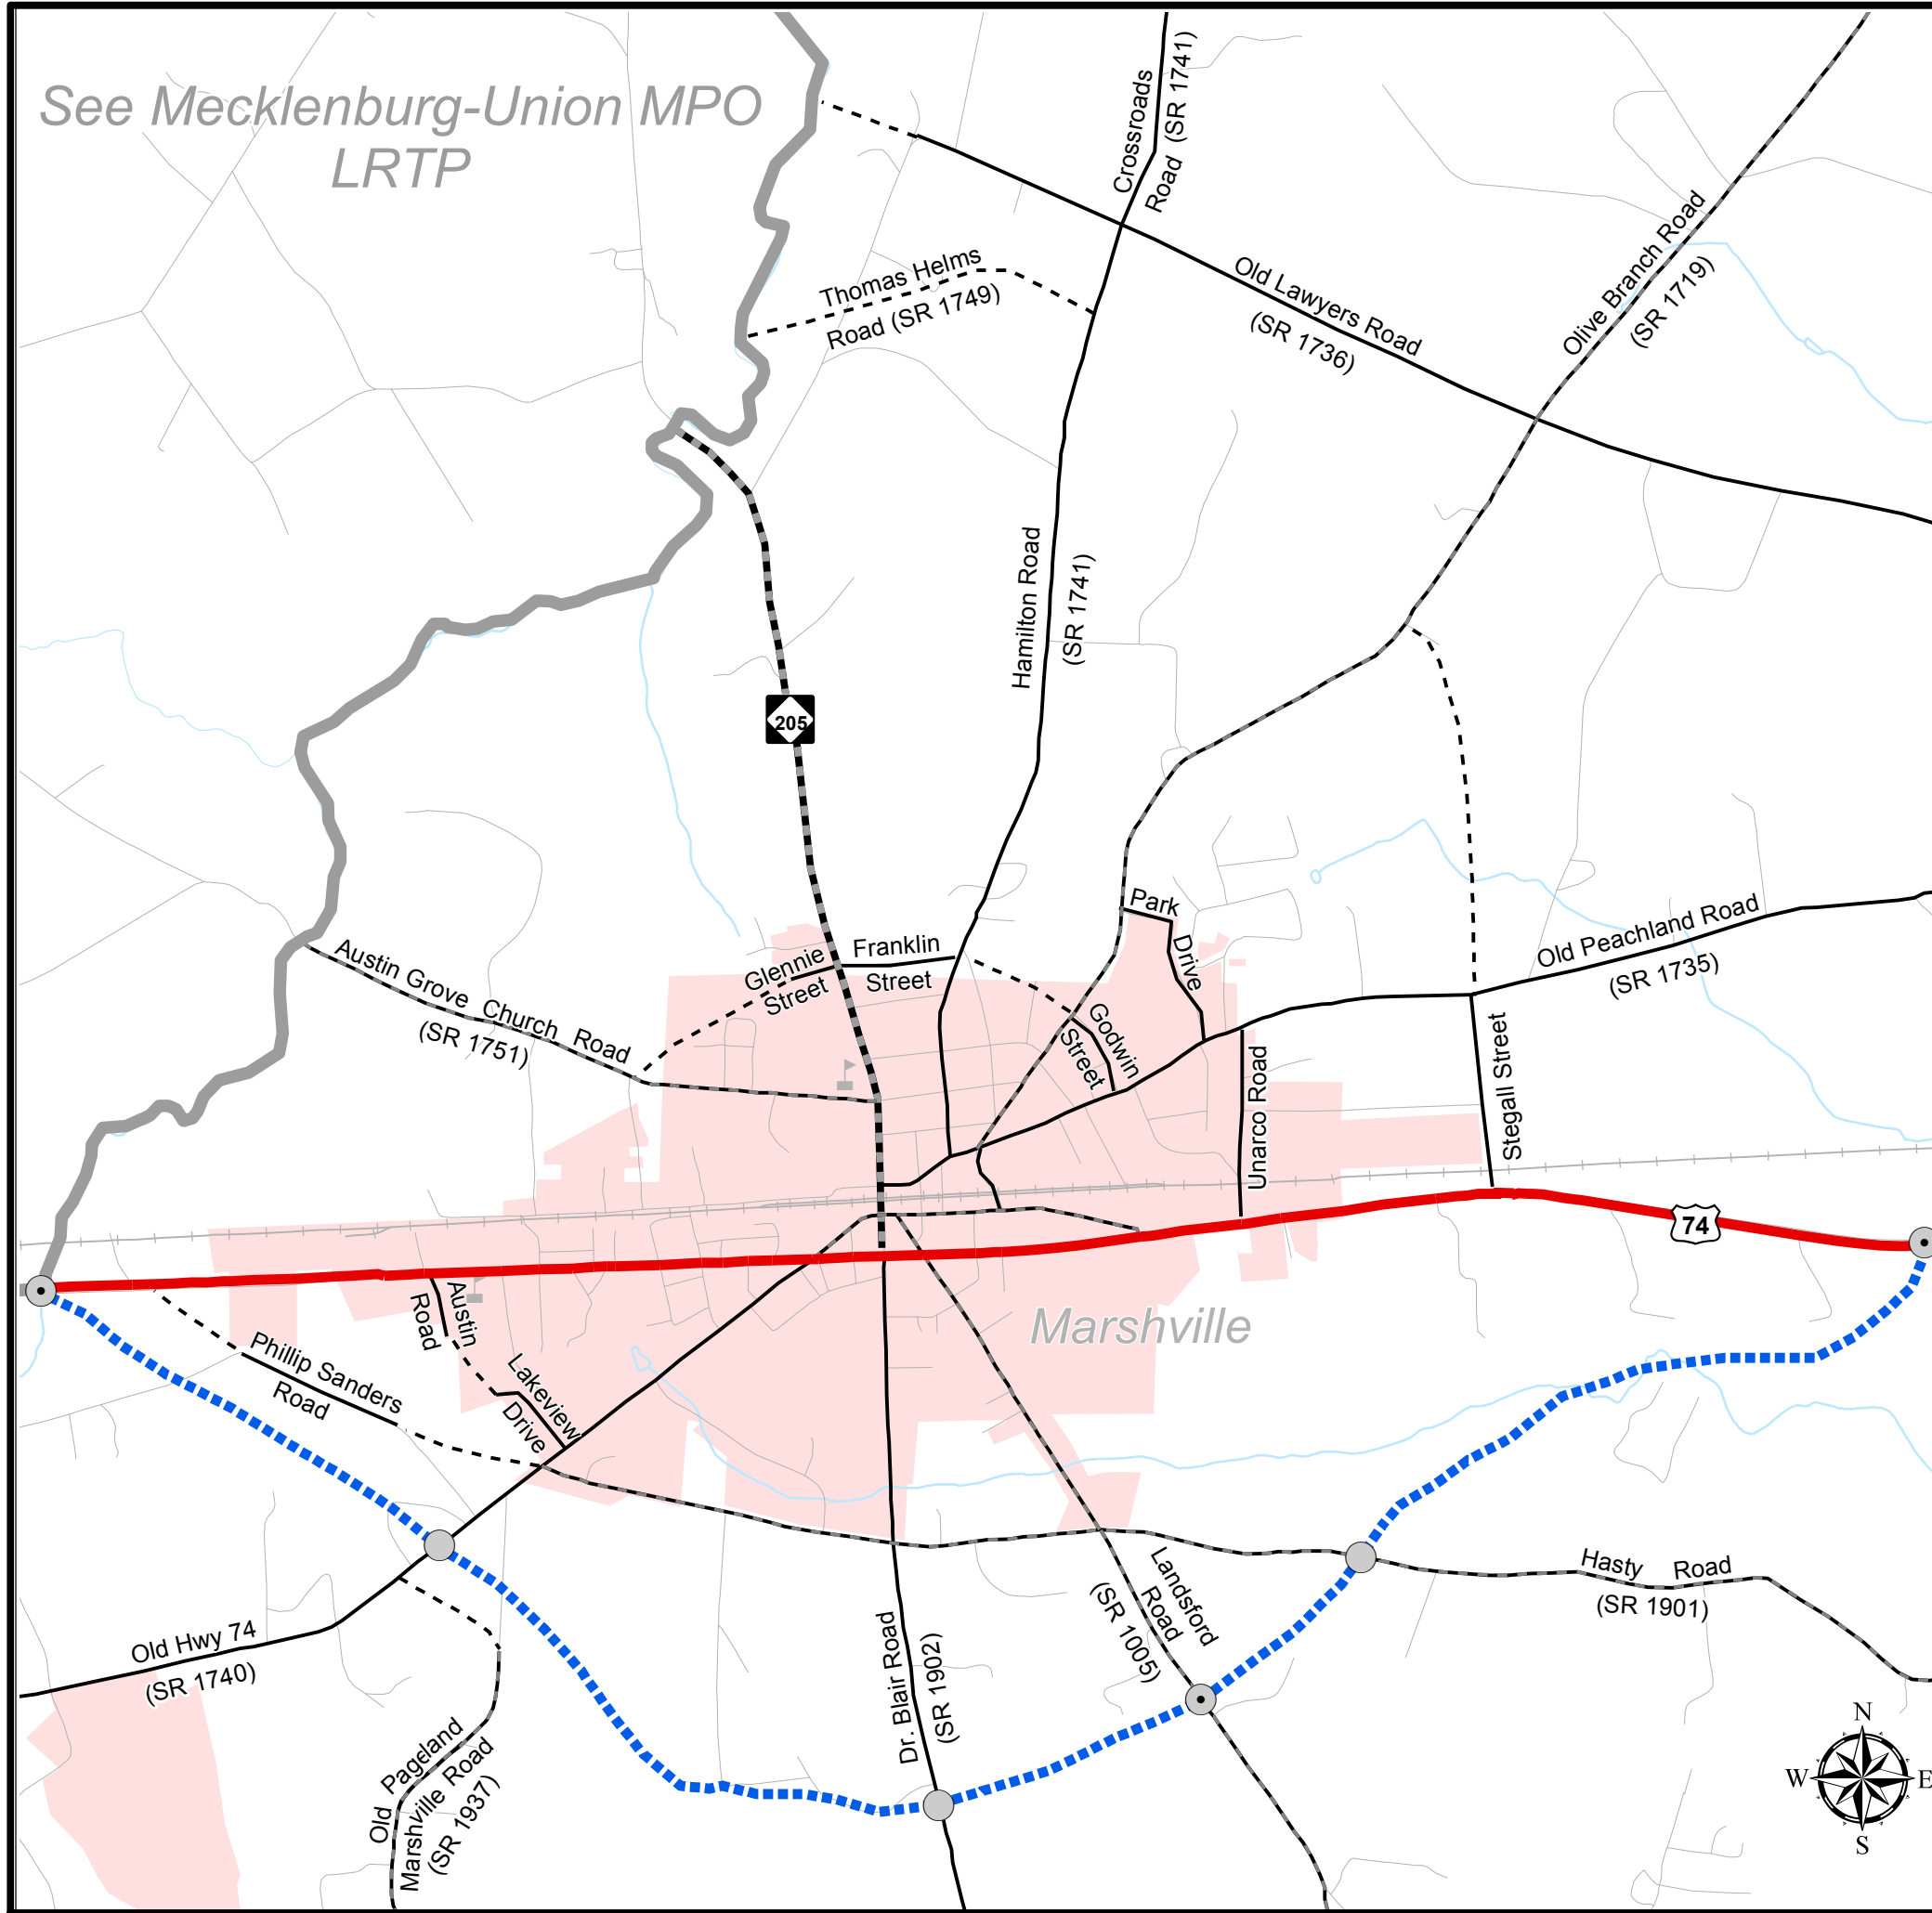 See Mecklenburg-Union MPO
LRTP
Crossroads
Road (SR 1741)
Thomas Helms
Road (SR 1749)
Old Lawyers Road
(SR 1736)
Olive Branch Road
(SR 1719)
Hamilton Road
(SR 1741)
205
Park
Drive
Franklin
Street
Glennie
Street
Austin Grove Church Road
(SR 1751)
Godwin
Street
Old Peachland Road
(SR 1735)
Unarco Road
Stegall Street
74
Austin
Road
Marshville
Phillip Sanders
Road
Lakeview
Drive
Old Hwy 74
(SR 1740)
Landsford
Road
(SR 1005)
Hasty Road
(SR 1901)
Dr. Blair Road
(SR 1902)
Old Pageland
Marshville Road
(SR 1937)
N
W
E
S